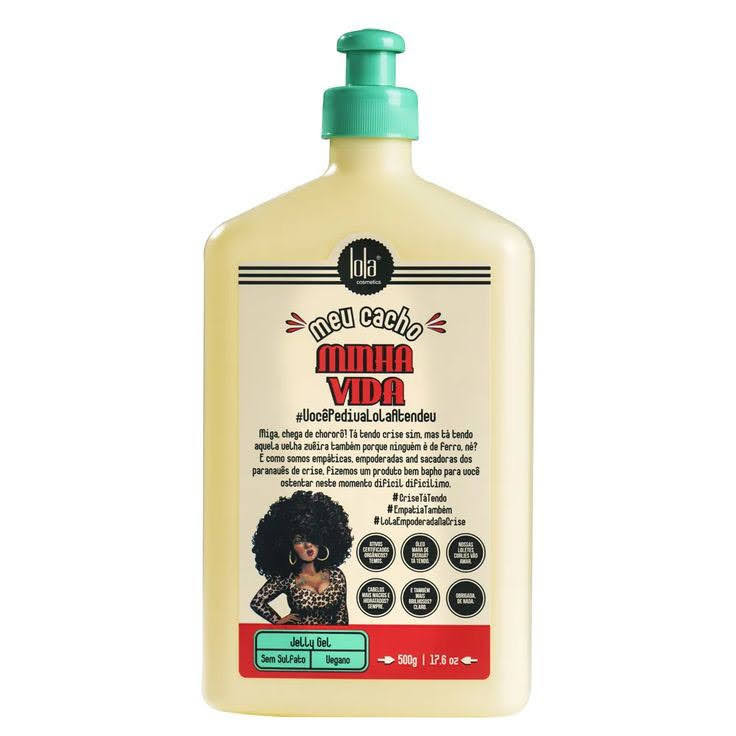 lola®
cosmetics
meu cacho
MINHA
VIDA
#VocêPediuaLolaAtendeu
Miga, chega de chororô! Tá tendo crise sim, mas tá tendo
aquela velha zuêira também porque ninguém é de ferro, né?
E como somos empáticas, empoderadas and sacadoras dos
paranauês de crise, fizemos um produto bem bapho para você
ostentar neste momento difícil dificílimo.
#CriseTáTendo
#EmpatiaTambém
#LolaEmpoderadaNaCrise
ATIVOS
CERTIFICADOS
ORGÂNICOS?
TEMOS.
ÓLEO
MARA DE
PATAUÁ?
TÁ TENDO.
NOSSAS
LOLETES
CURLIES VÃO
AMAR.
CABELOS
MAIS MACIOS E
HIDRATADOS?
SEMPRE.
E TAMBÉM
MAIS
BRILHOSOS?
CLARO.
OBRIGADA,
DE NADA.
Jelly Gel
Sem Sulfato
Vegano
500g | 17.6 oz